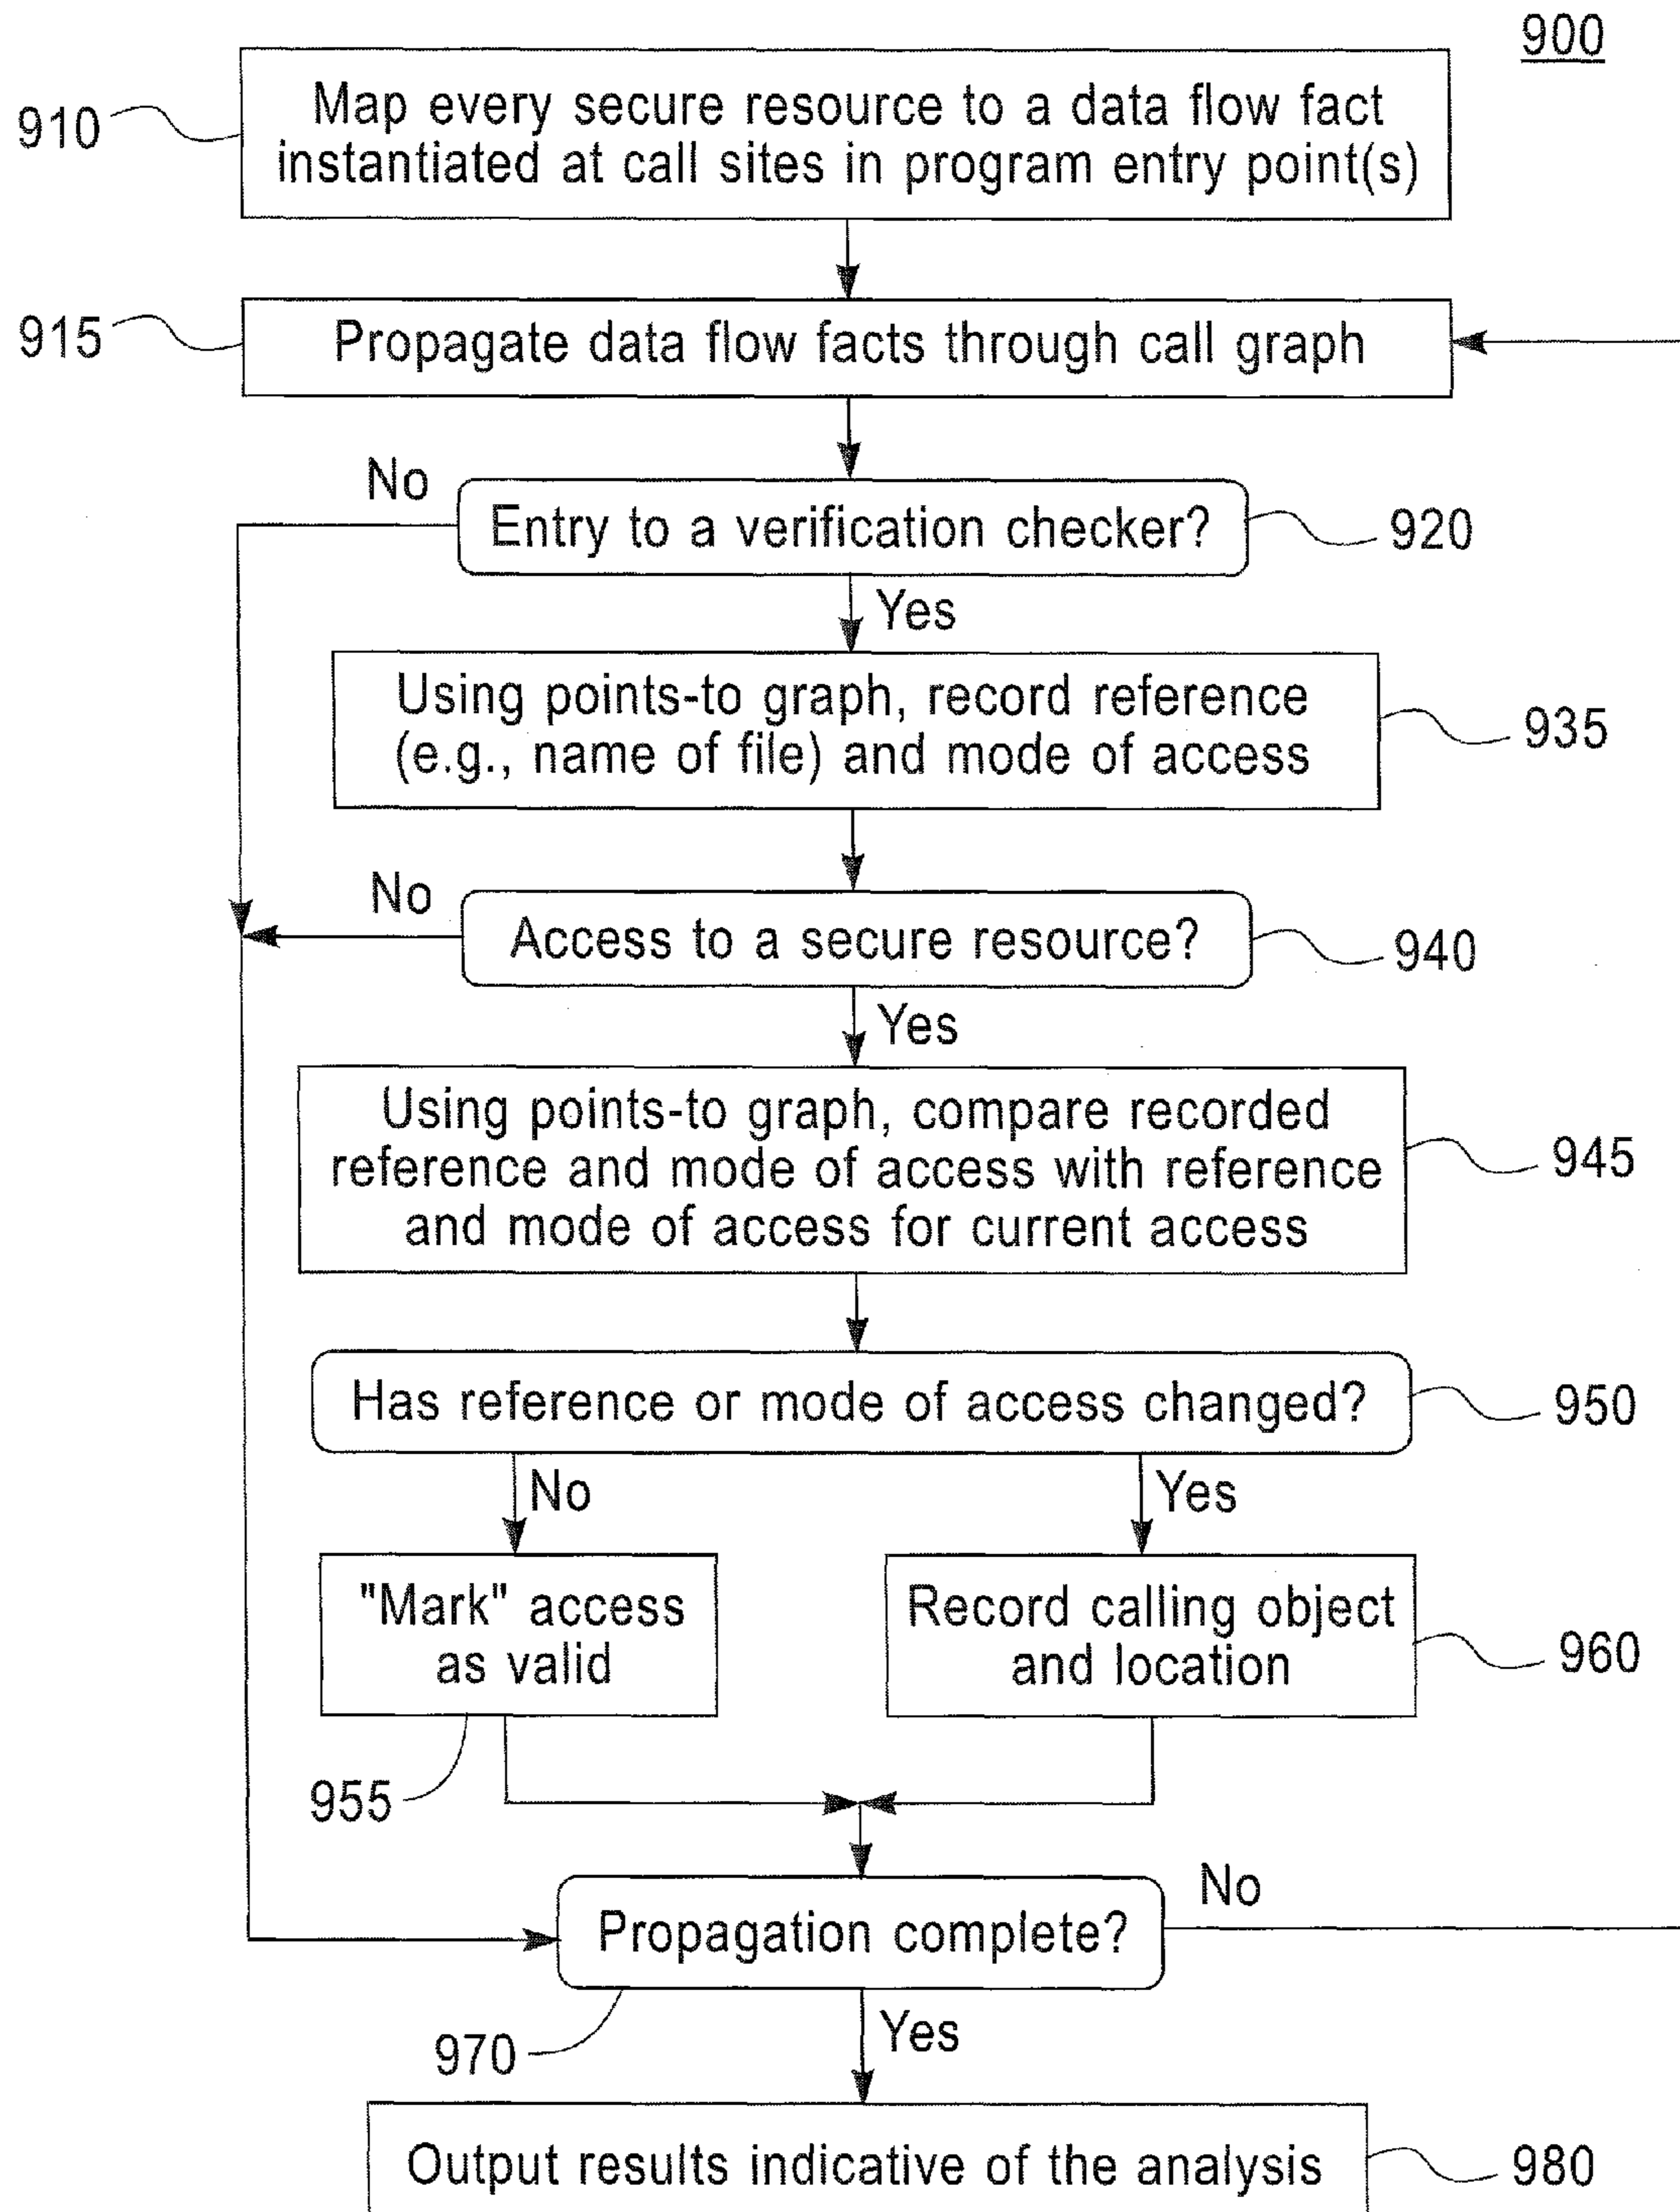 900
910
Map every secure resource to a data flow fact
instantiated at call sites in program entry point(s)
915
Propagate data flow facts through call graph
No
Entry to a verification checker?
920
Yes
Using points-to graph, record reference
(e.g., name of file) and mode of access
935
No
Access to a secure resource?
940
Yes
Using points-to graph, compare recorded
reference and mode of access with reference
and mode of access for current access
945
Has reference or mode of access changed?
950
No
Yes
"Mark" access
as valid
955
Record calling object
and location
960
Propagation complete?
No
970
Yes
Output results indicative of the analysis
980